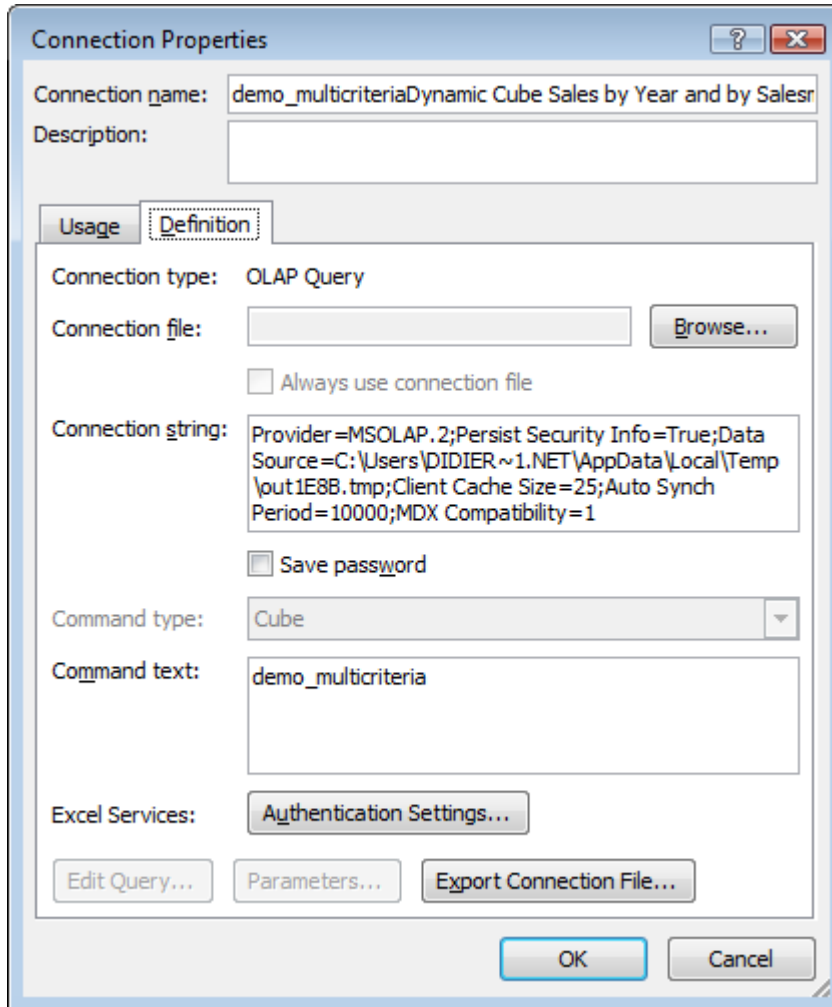 Connection Properties
?
Connection name: demo_multicriteriaDynamic Cube Sales by Year and by
Description:
Usage Definition
Connection type: OLAP Query
Connection file: Browse...
Always use connection file
Connection string: Provider=MSOLAP.2;Persist Security Info=True;Data
Source=C:\Users\DIDIER~1.NET\AppData\Local\Temp
\out1E8B.tmp;Client Cache Size=25;Auto Synch
Period=10000;MDX Compatibility=1
Save password
Command type: Cube
Command text: demo_multicriteria
Excel Services: Authentication Settings...
Edit Query... Parameters... Export Connection File...
OK Cancel